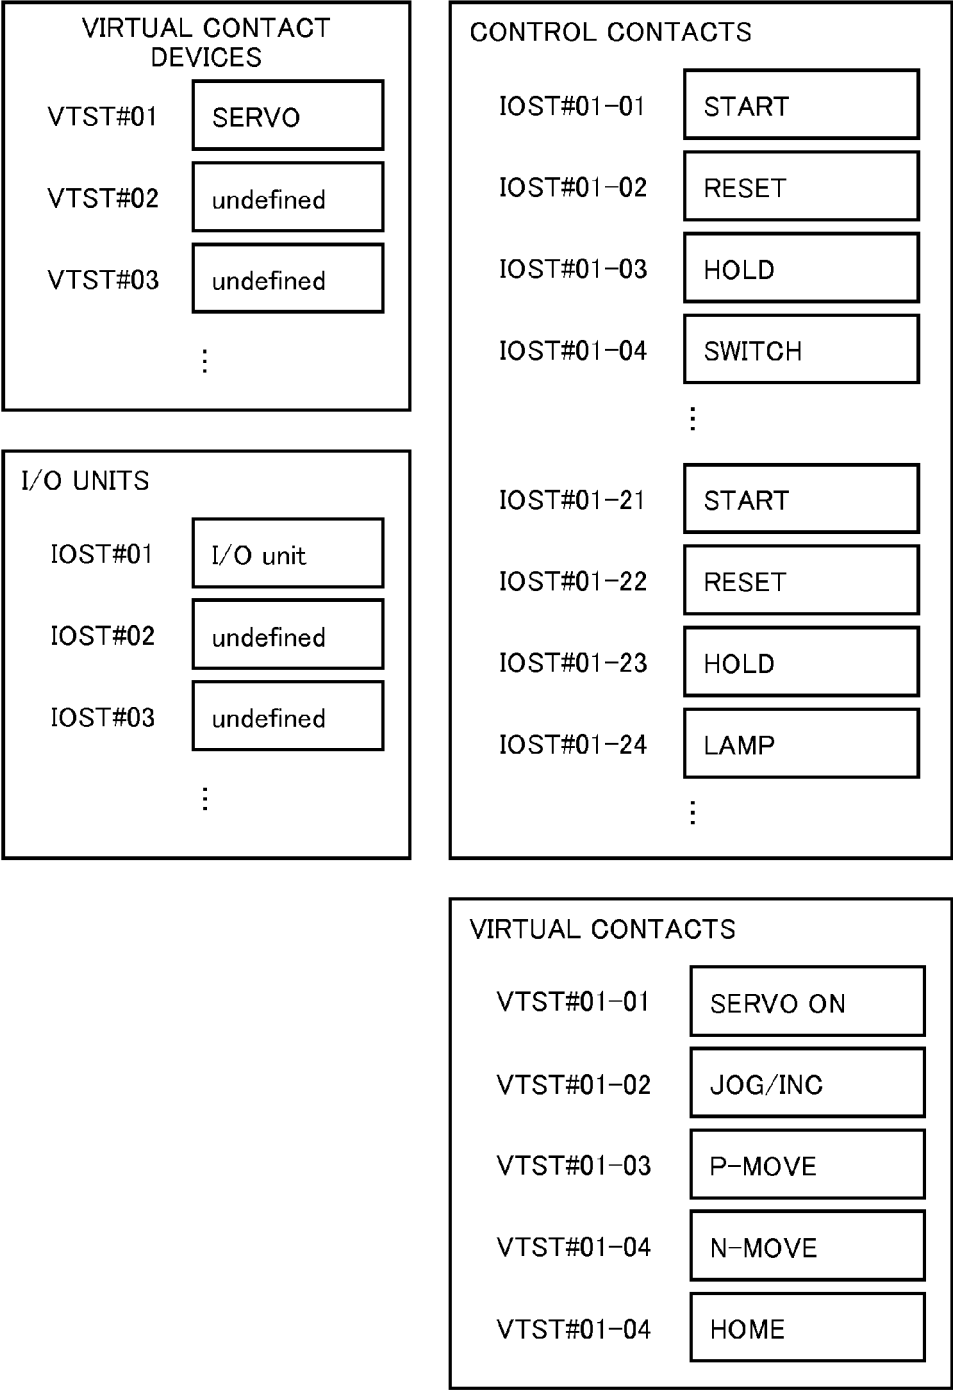 VIRTUAL CONTACT
DEVICES
VTST#01 SERVO
VTST#02 undefined
VTST#03 undefined
⋮
I/O UNITS
IOST#01 I/O unit
IOST#02 undefined
IOST#03 undefined
⋮
CONTROL CONTACTS
IOST#01-01 START
IOST#01-02 RESET
IOST#01-03 HOLD
IOST#01-04 SWITCH
⋮
IOST#01-21 START
IOST#01-22 RESET
IOST#01-23 HOLD
IOST#01-24 LAMP
⋮
VIRTUAL CONTACTS
VTST#01-01 SERVO ON
VTST#01-02 JOG/INC
VTST#01-03 P-MOVE
VTST#01-04 N-MOVE
VTST#01-04 HOME